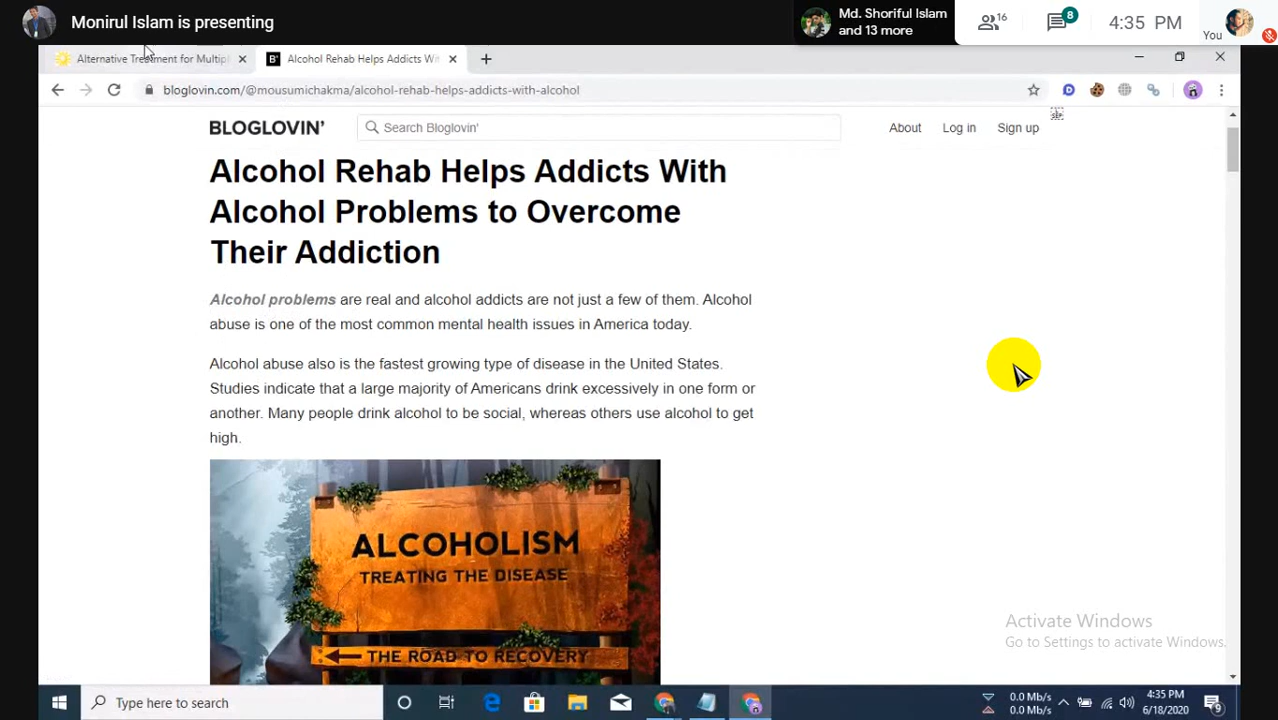 Monirul Islam is presenting
Md. Shoriful Islam
and 13 more
16
8
4:35 PM
You
Alternative Treatment for Multipl
Alcohol Rehab Helps Addicts Wit
bloglovin.com/@mousumichakma/alcohol-rehab-helps-addicts-with-alcohol
BLOGLOVIN'
Search Bloglovin'
About
Log in
Sign up
Alcohol Rehab Helps Addicts With
Alcohol Problems to Overcome
Their Addiction
Alcohol problems are real and alcohol addicts are not just a few of them. Alcohol
abuse is one of the most common mental health issues in America today.
Alcohol abuse also is the fastest growing type of disease in the United States.
Studies indicate that a large majority of Americans drink excessively in one form or
another. Many people drink alcohol to be social, whereas others use alcohol to get
high.
ALCOHOLISM
TREATING THE DISEASE
THE ROAD TO RECOVERY
Activate Windows
Go to Settings to activate Windows.
Type here to search
0.0 Mb/s
0.0 Mb/s
4:35 PM
6/18/2020
9